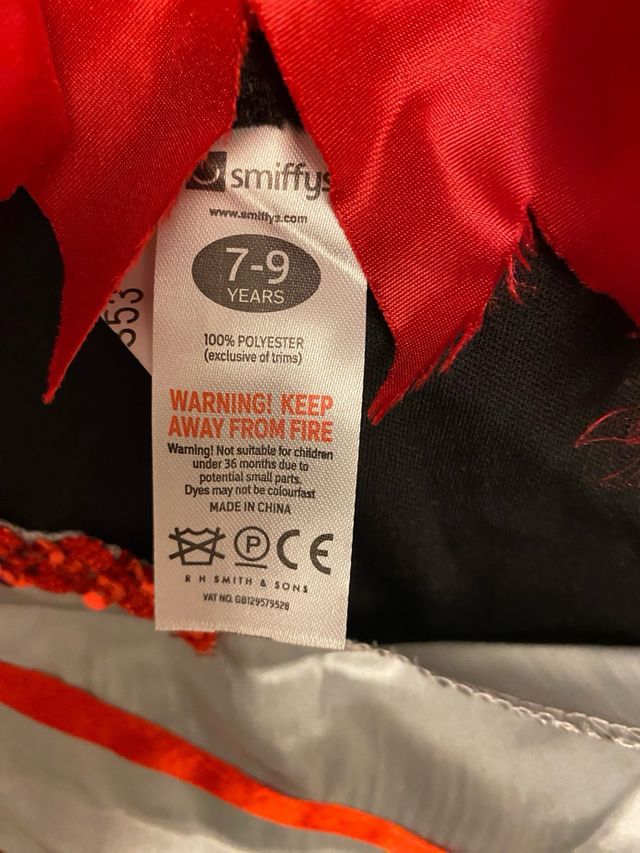 smiffys
www.smiffys.com
7-9
YEARS
100% POLYESTER
(exclusive of trims)
WARNING! KEEP
AWAY FROM FIRE
Warning! Not suitable for children
under 36 months due to
potential small parts.
Dyes may not be colourfast
MADE IN CHINA
P CE
R H SMITH & SONS
VAT NO. GB129579528